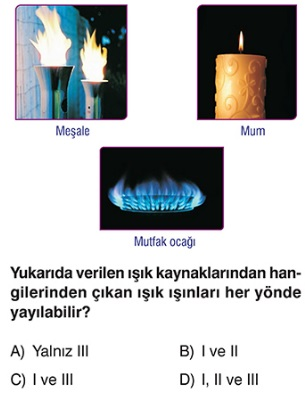 Meşale
Mum
Mutfak ocağı
Yukarıda verilen ışık kaynaklarından han-
gilerinden çıkan ışık ışınları her yönde
yayılabilir?
A) Yalnız III
B) I ve II
C) I ve III
D) I, II ve III